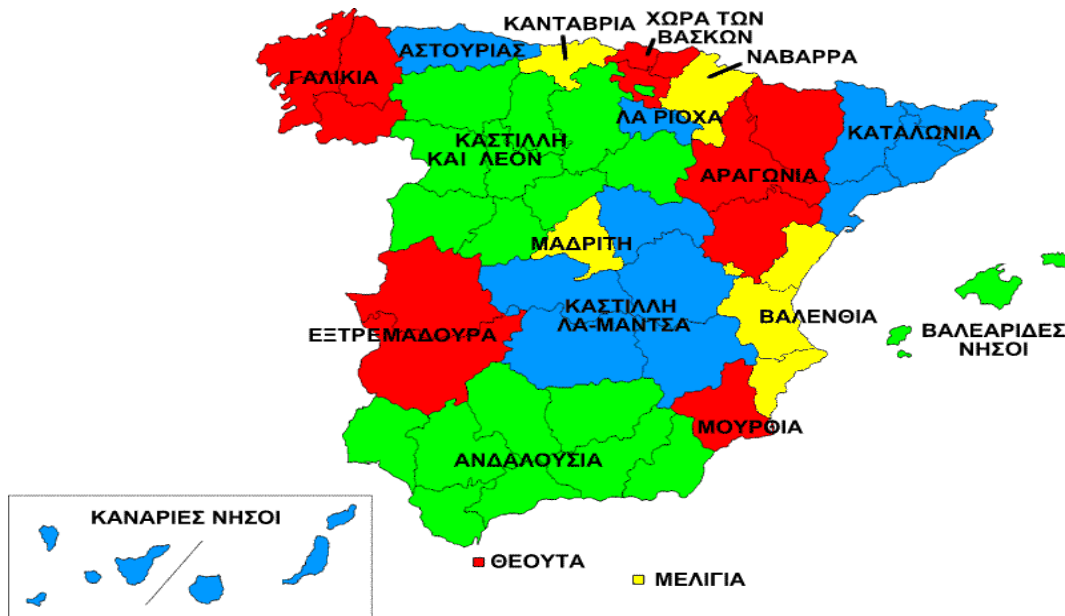 ΚΑΝΤΑΒΡΙΑ
ΧΩΡΑ ΤΩΝ
ΒΑΣΚΩΝ
ΑΣΤΟΥΡΙΑΣ
ΝΑΒΑΡΡΑ
ΓΑΛΙΚΙΑ
ΛΑ ΡΙΟΧΑ
ΚΑΤΑΛΩΝΙΑ
ΚΑΣΤΙΛΛΗ
ΚΑΙ ΛΕΟΝ
ΑΡΑΓΩΝΙΑ
ΜΑΔΡΙΤΗ
ΚΑΣΤΙΛΛΗ
ΛΑ-ΜΑΝΤΣΑ
ΒΑΛΕΝΘΙΑ
ΕΞΤΡΕΜΑΔΟΥΡΑ
ΒΑΛΕΑΡΙΔΕΣ
ΝΗΣΟΙ
ΜΟΥΡΘΙΑ
ΑΝΔΑΛΟΥΣΙΑ
ΚΑΝΑΡΙΕΣ ΝΗΣΟΙ
ΘΕΟΥΤΑ
ΜΕΛΙΓΙΑ